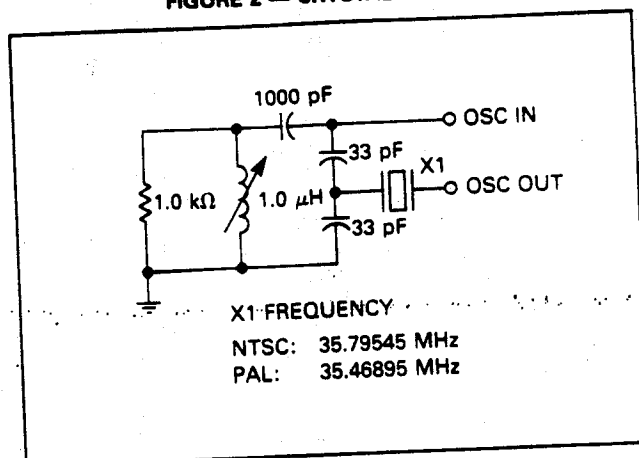 1000 pF
OSC IN
33 pF
X1
1.0 kΩ
1.0 μH
OSC OUT
33 pF
X1 FREQUENCY
NTSC: 35.79545 MHz
PAL: 35.46895 MHz